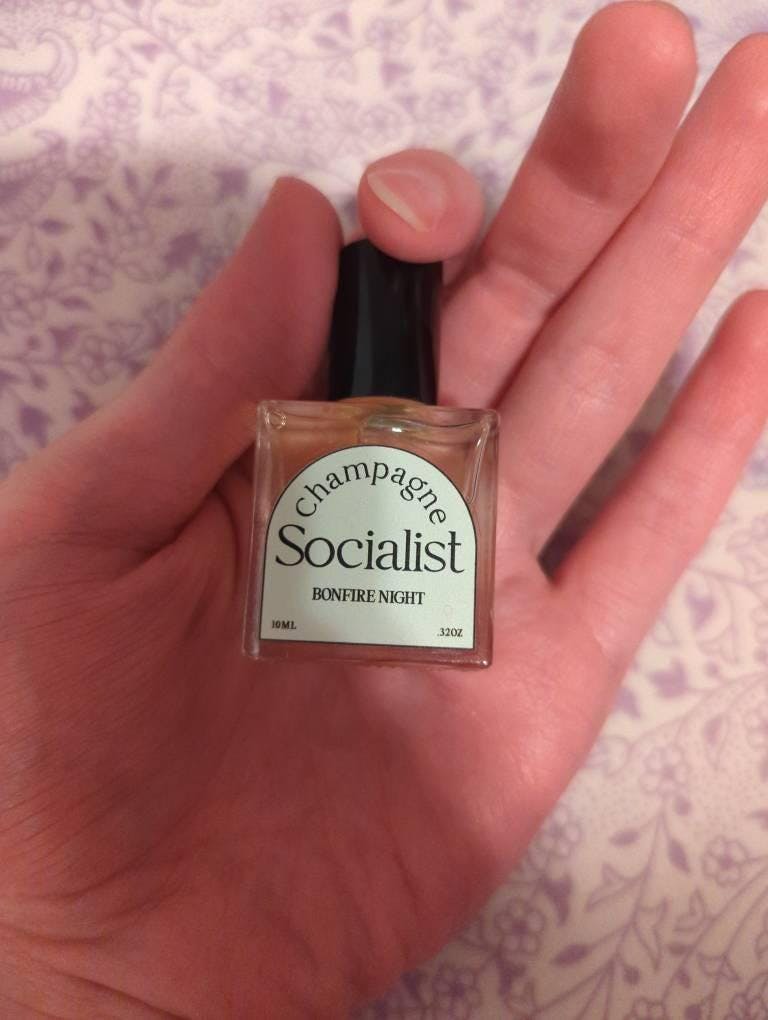 Champagne
Socialist
BONFIRE NIGHT
10ML
.32OZ